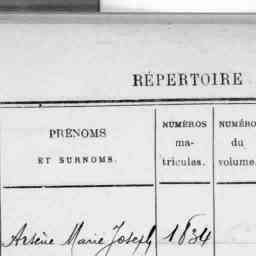 RÉPERTOIRE
PRÉNOMS
ET SURNOMS.
NUMÉROS
ma-
tricules.
NUMÉRO
du
volume.
Arsène Marie Joseph 1834